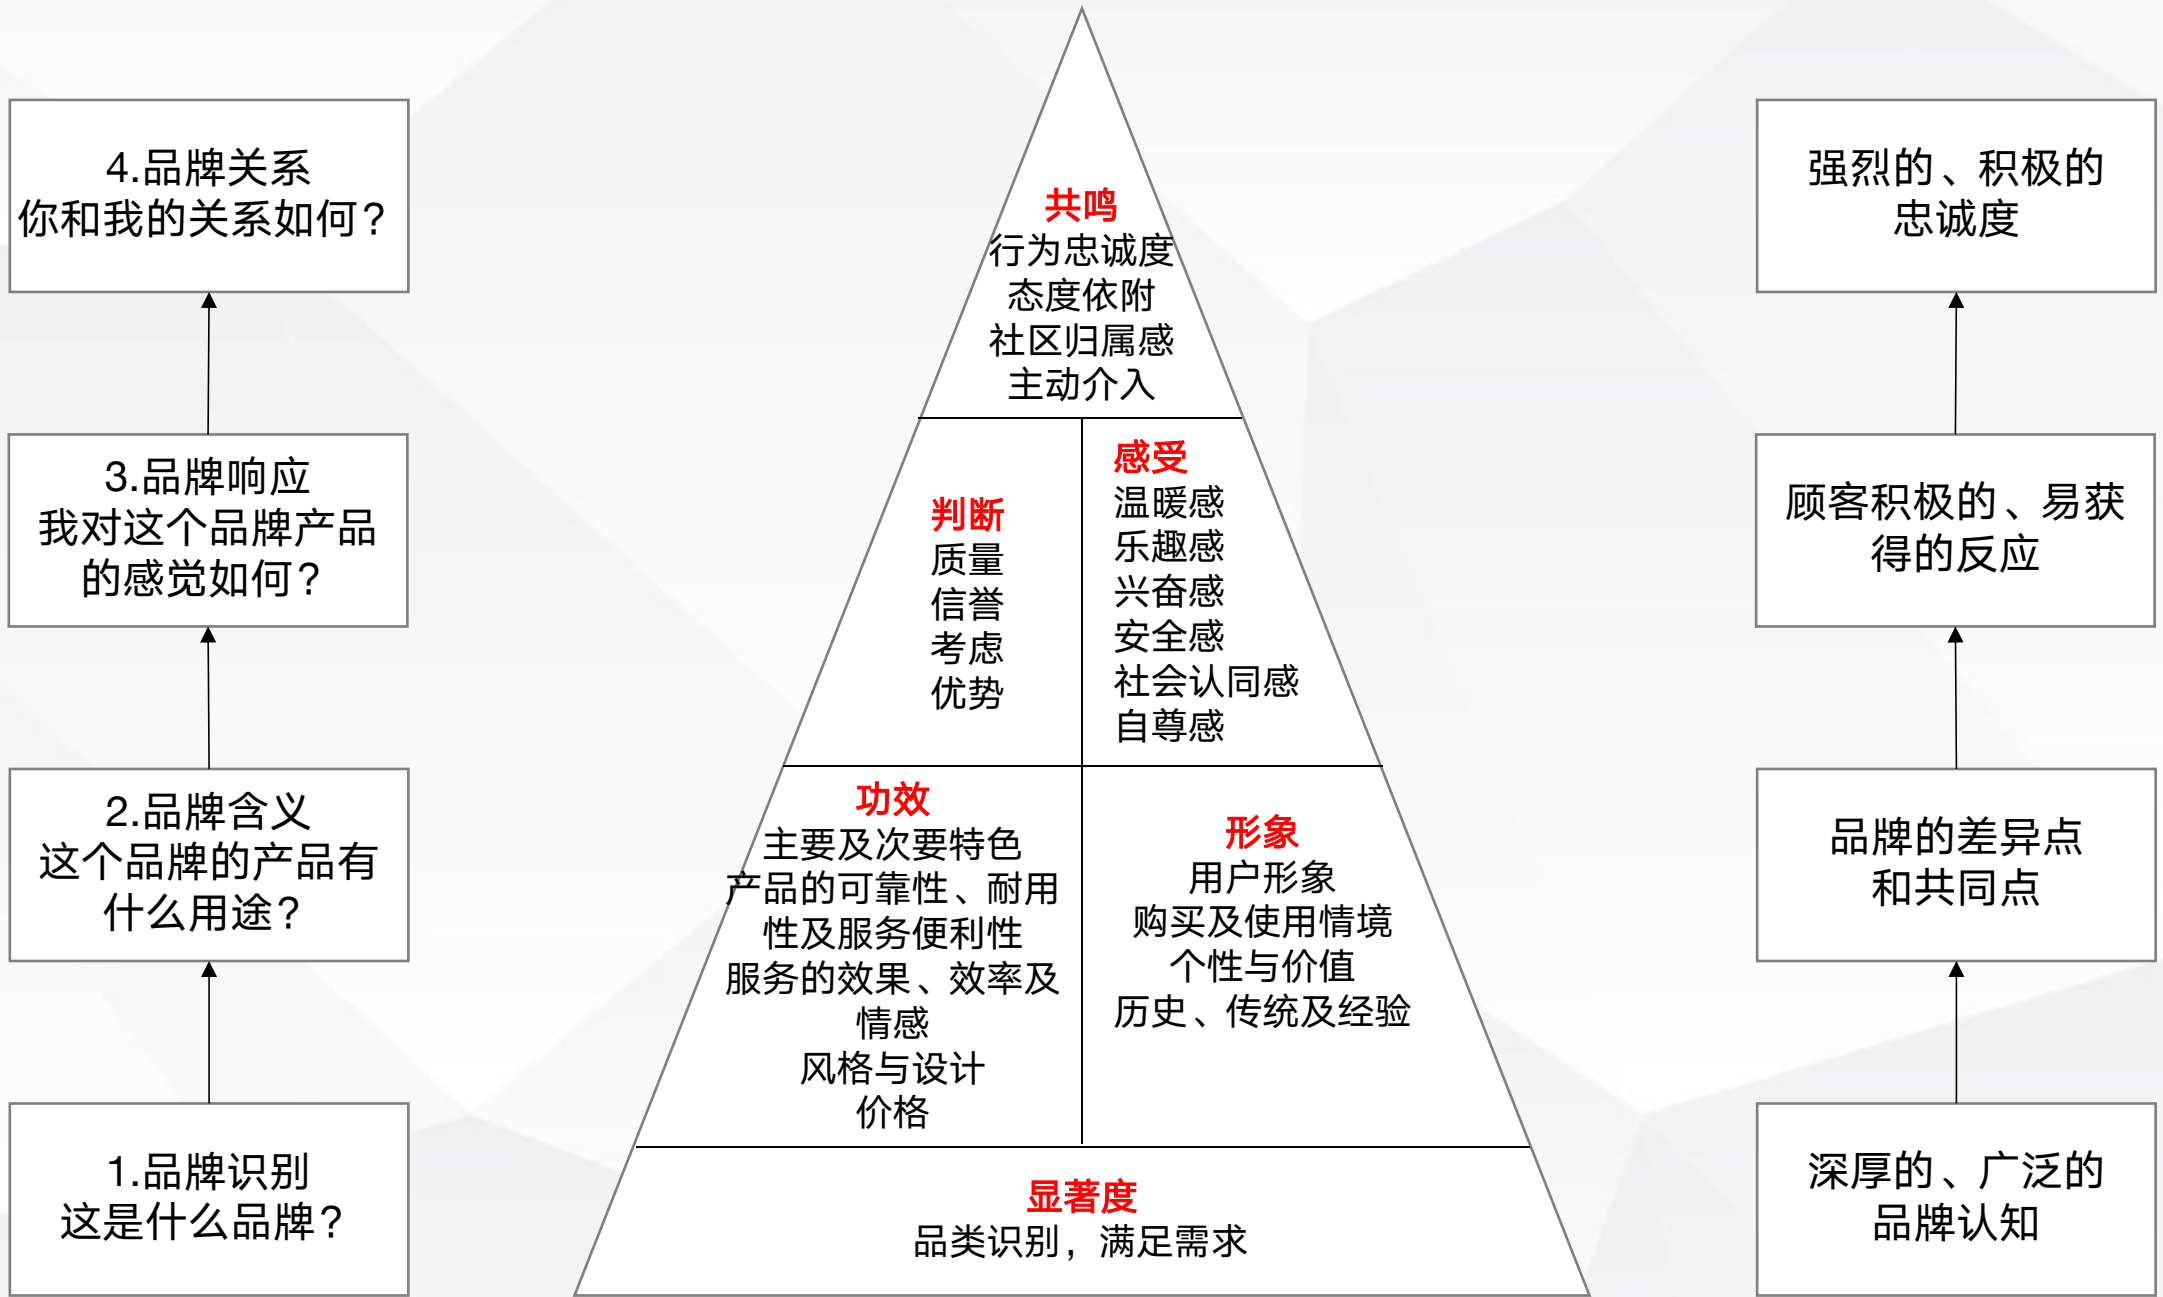 4.品牌关系
你和我的关系如何？
3.品牌响应
我对这个品牌产品
的感觉如何？
2.品牌含义
这个品牌的产品有
什么用途？
1.品牌识别
这是什么品牌？
共鸣
行为忠诚度
态度依附
社区归属感
主动介入
判断
质量
信誉
考虑
优势
感受
温暖感
乐趣感
兴奋感
安全感
社会认同感
自尊感
功效
主要及次要特色
产品的可靠性、耐用
性及服务便利性
服务的效果、效率及
情感
风格与设计
价格
形象
用户形象
购买及使用情境
个性与价值
历史、传统及经验
显著度
品类识别，满足需求
强烈的、积极的
忠诚度
顾客积极的、易获
得的反应
品牌的差异点
和共同点
深厚的、广泛的
品牌认知